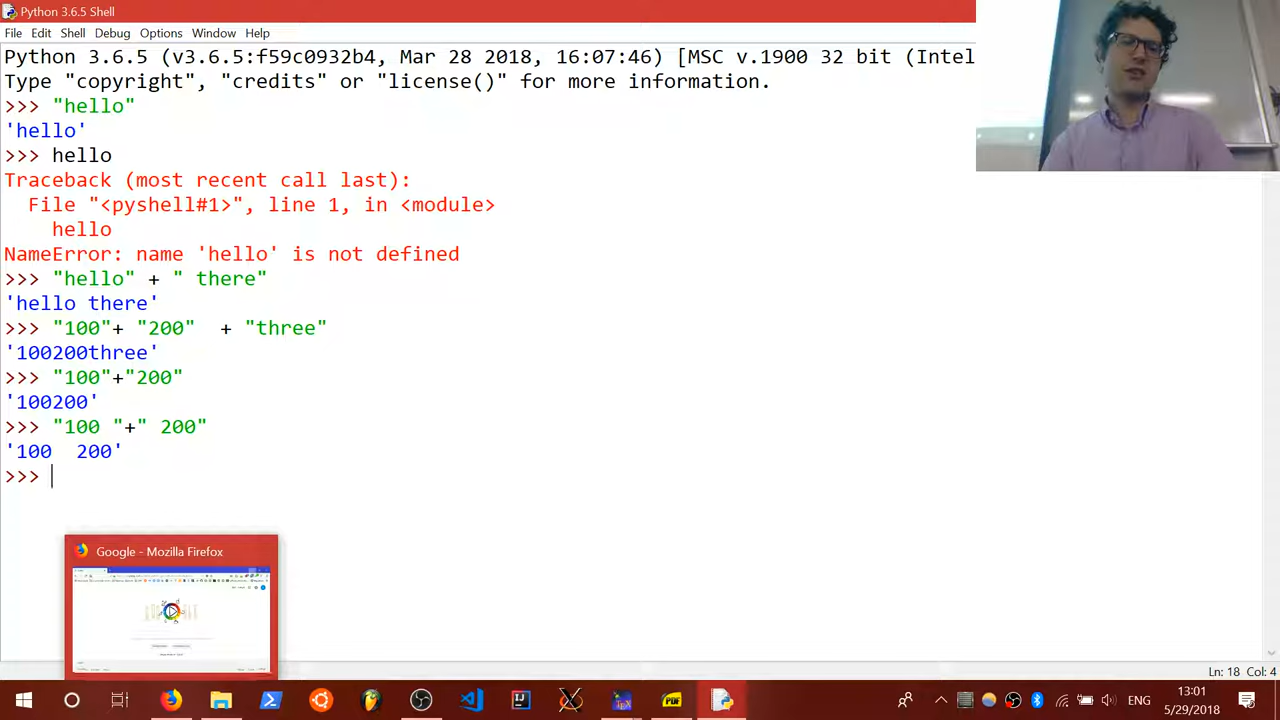 Python 3.6.5 Shell
File Edit Shell Debug Options Window Help
Python 3.6.5 (v3.6.5:f59c0932b4, Mar 28 2018, 16:07:46) [MSC v.1900 32 bit (Intel
Type "copyright", "credits" or "license()" for more information.
>>> "hello"
'hello'
>>> hello
Traceback (most recent call last):
  File "<pyshell#1>", line 1, in <module>
    hello
NameError: name 'hello' is not defined
>>> "hello" + " there"
'hello there'
>>> "100"+ "200"  + "three"
'100200three'
>>> "100"+"200"
'100200'
>>> "100 "+" 200"
'100  200'
>>>
Google - Mozilla Firefox
Ln: 18 Col: 4
ENG
13:01
5/29/2018
PDF